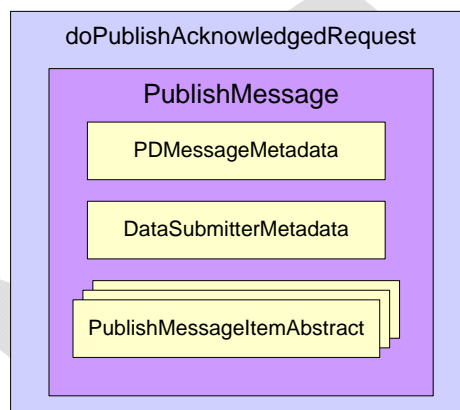 doPublishAcknowledgedRequest
PublishMessage
PDMessageMetadata
DataSubmitterMetadata
PublishMessageItemAbstract